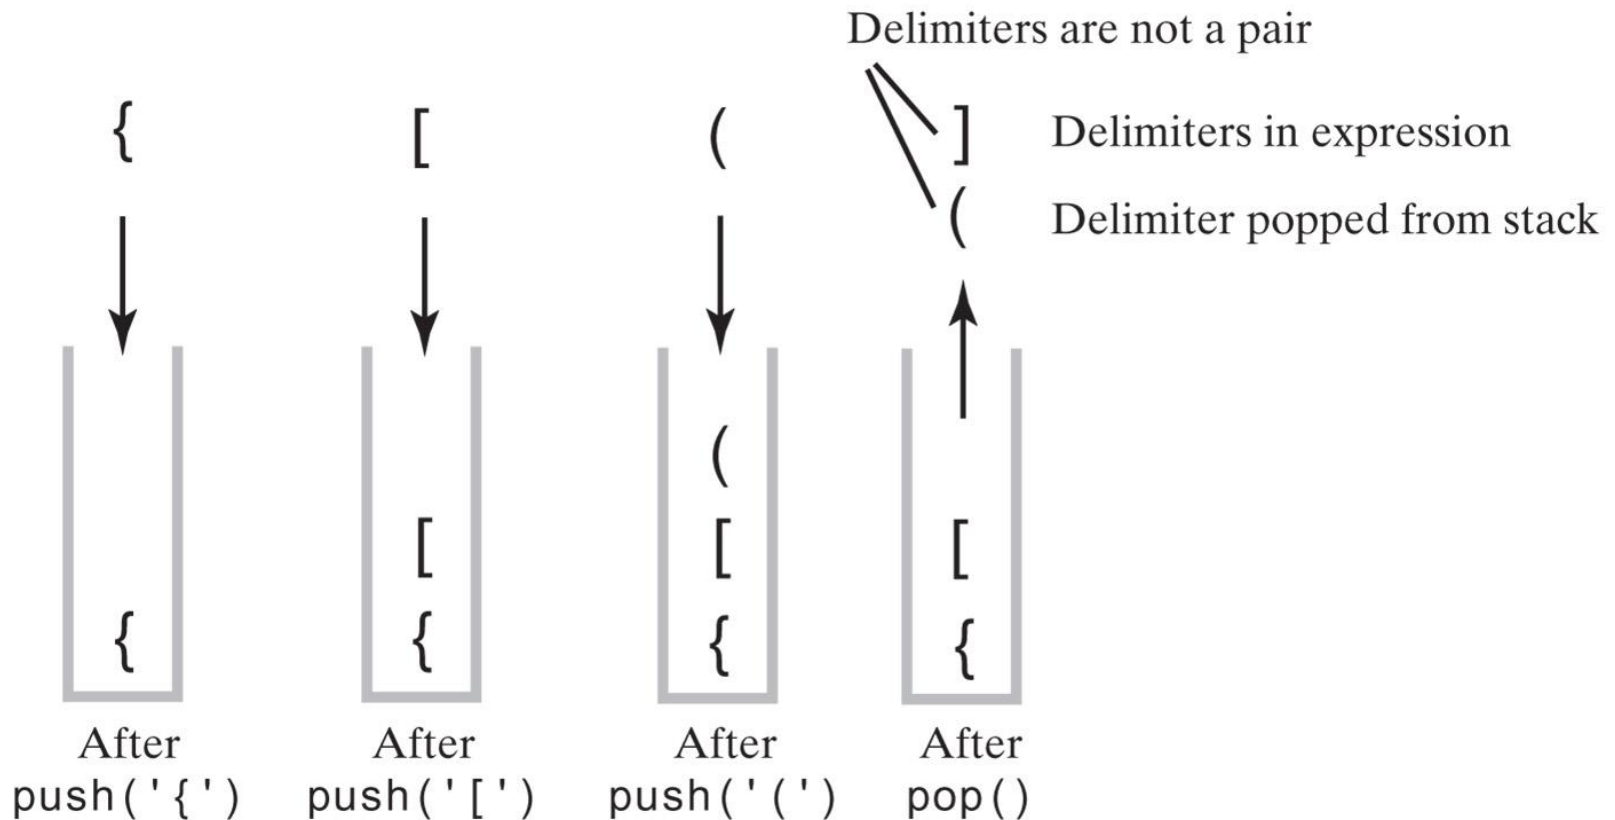 Delimiters are not a pair
{ [ ( ] Delimiters in expression
( Delimiter popped from stack
(
[ [ [
{ { { {
After After After After
push('{') push('[') push('(') pop()